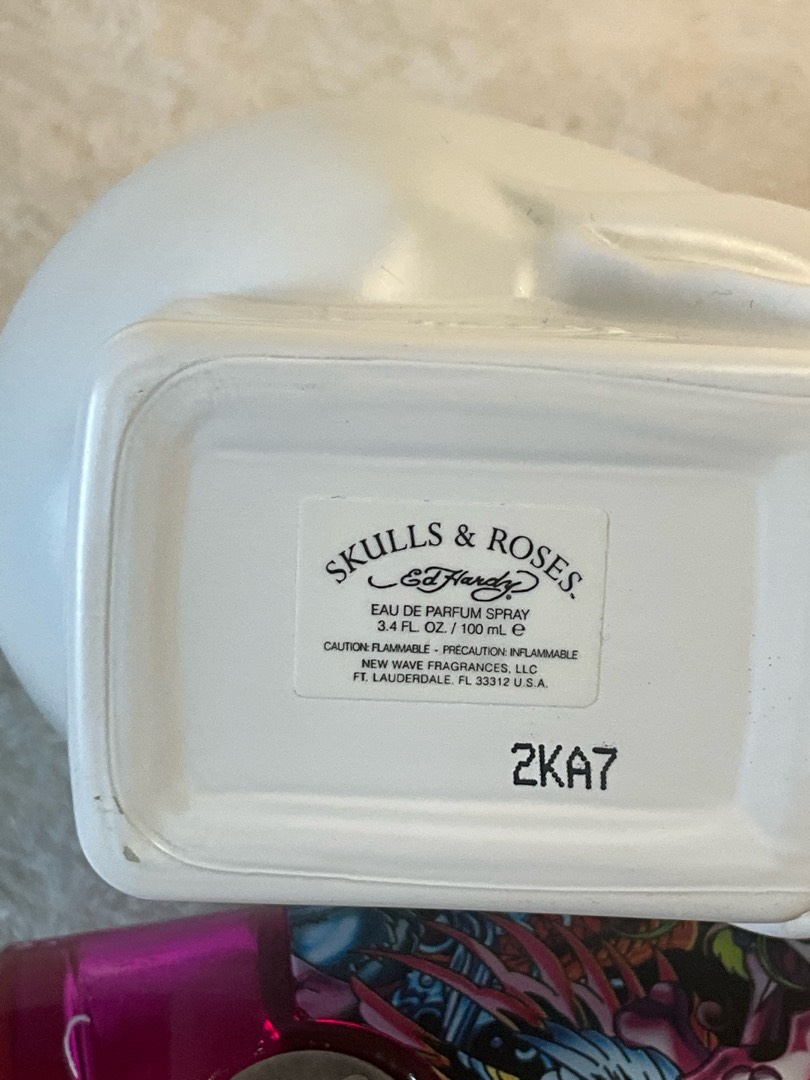 SKULLS & ROSES™
Ed Hardy®
EAU DE PARFUM SPRAY
3.4 FL. OZ. / 100 mL ℮
CAUTION: FLAMMABLE - PRÉCAUTION: INFLAMMABLE
NEW WAVE FRAGRANCES, LLC
FT. LAUDERDALE. FL 33312 U.S.A.
2KA7